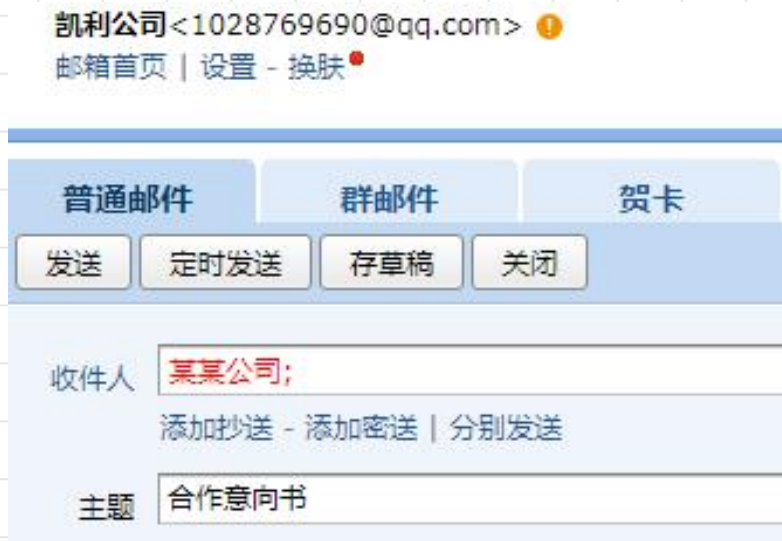 凯利公司<1028769690@qq.com>
邮箱首页 | 设置 - 换肤
普通邮件 群邮件 贺卡
发送 定时发送 存草稿 关闭
收件人 某某公司;
添加抄送 - 添加密送 | 分别发送
主题 合作意向书